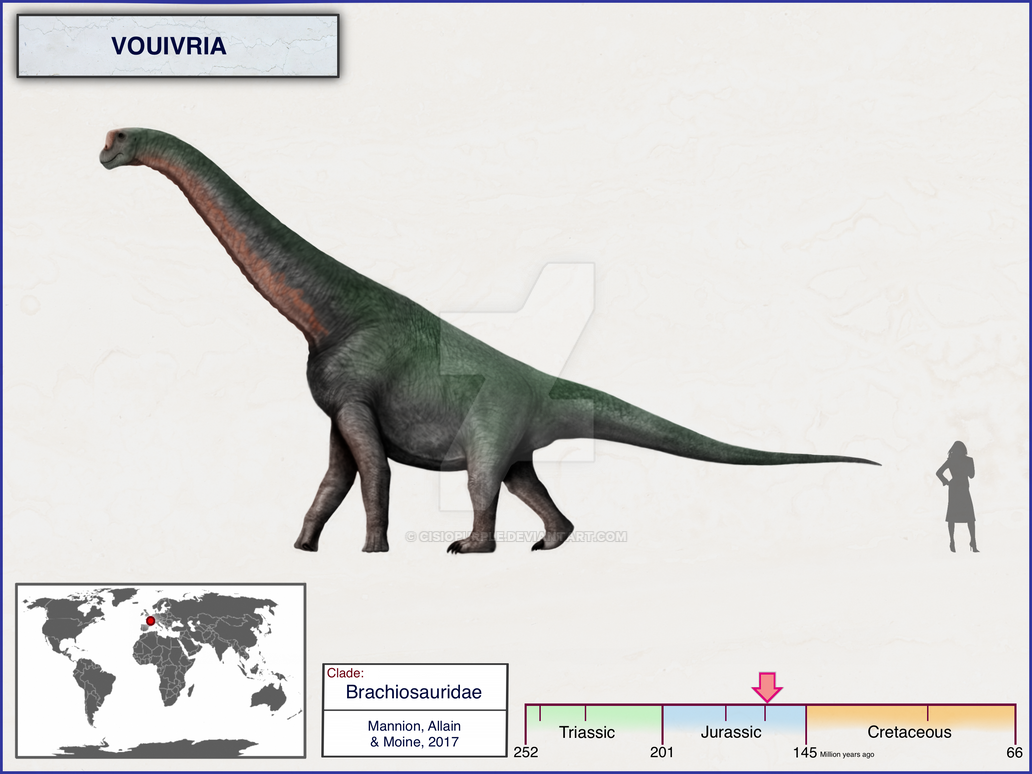 VOUIVRIA
© CISIOPURPLE.DEVIANTART.COM
Clade:
Brachiosauridae
Mannion, Allain
& Moine, 2017
Triassic
Jurassic
Cretaceous
252
201
145
Million years ago
66